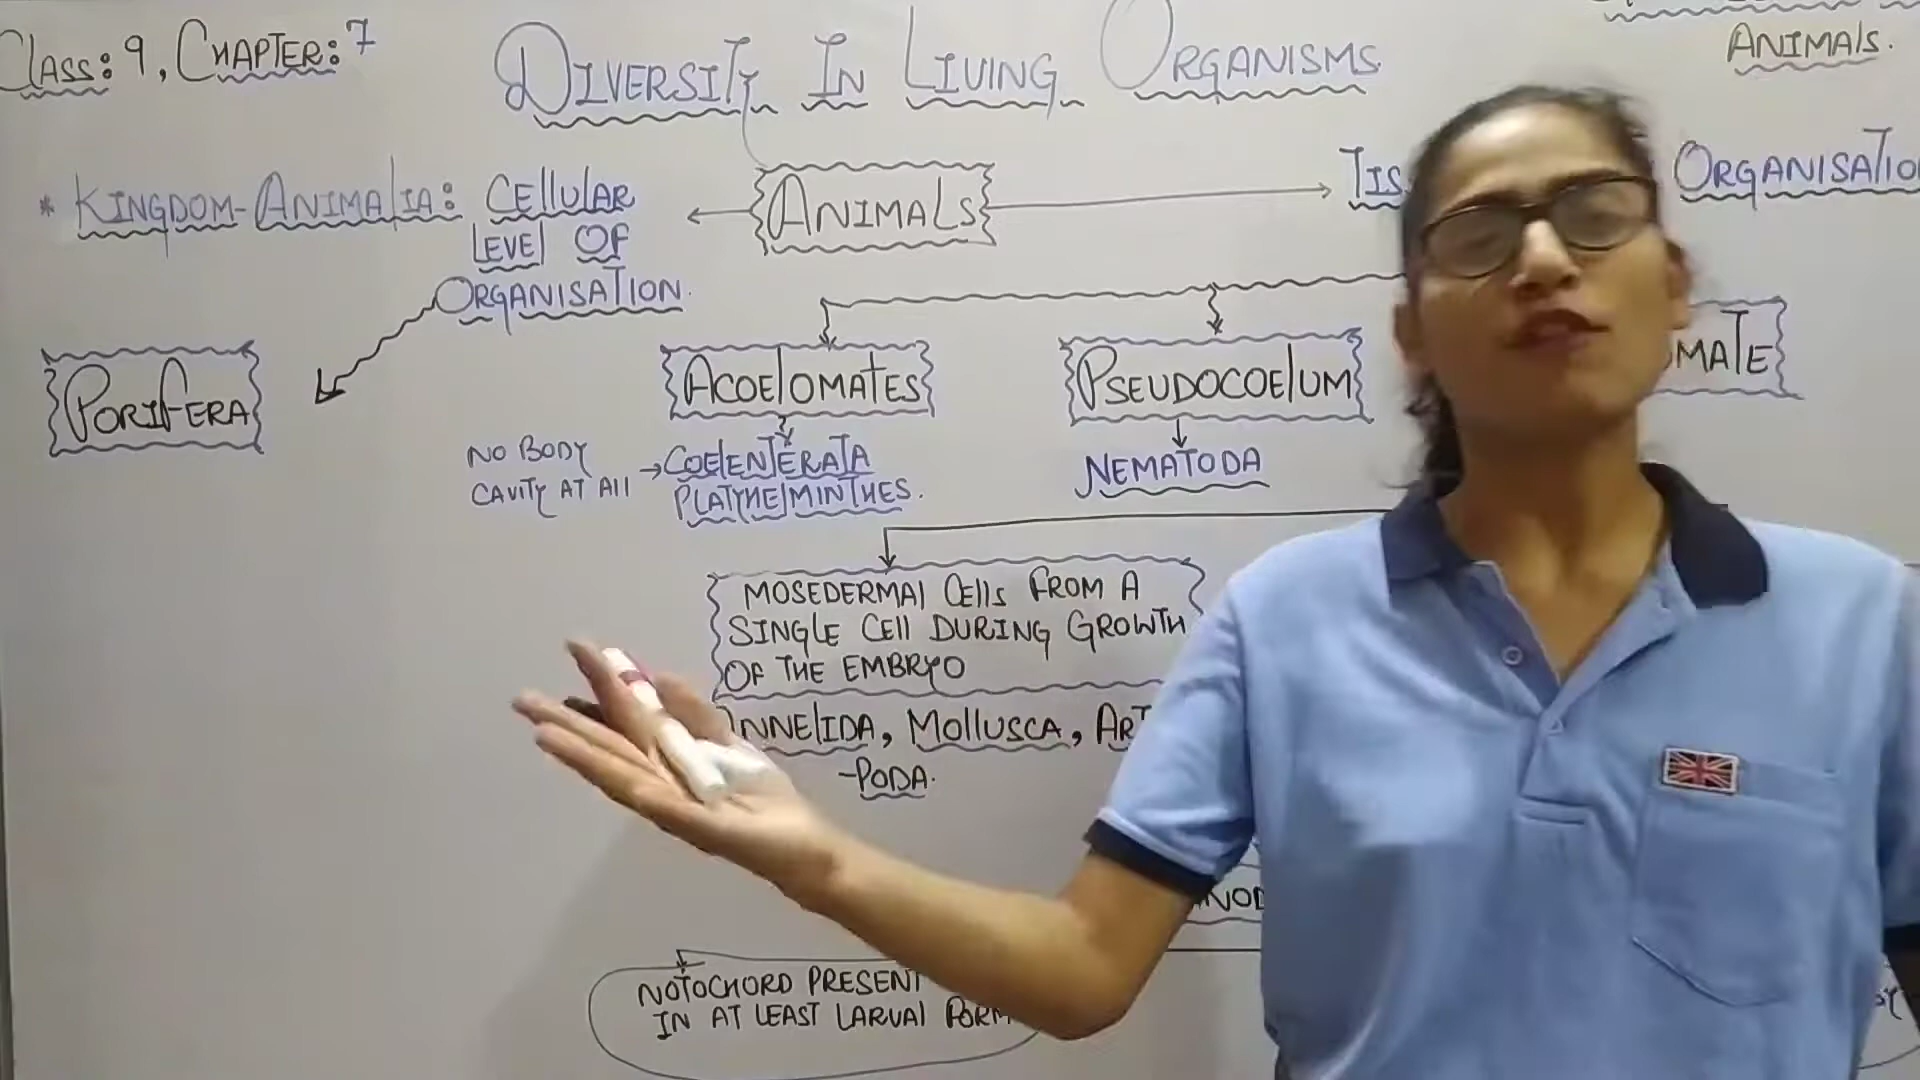 CLASS: 9, CHAPTER: 7
DIVERSITY IN LIVING ORGANISMS
ANIMALS.
* KINGDOM-ANIMALIA: CELLULAR
LEVEL OF
ORGANISATION.
ANIMALS
ORGANISATIO
PORIFERA
ACOELOMATES
PSEUDOCOELUM
MATE
NO BODY
CAVITY AT ALL
→COELENTERATA
PLATYHELMINTHES.
NEMATODA
MOSEDERMAL CELLS FROM A
SINGLE CELL DURING GROWTH
OF THE EMBRYO
ANNELIDA, MOLLUSCA, ART
-PODA.
NOTOCHORD PRESENT
IN AT LEAST LARVAL FORM